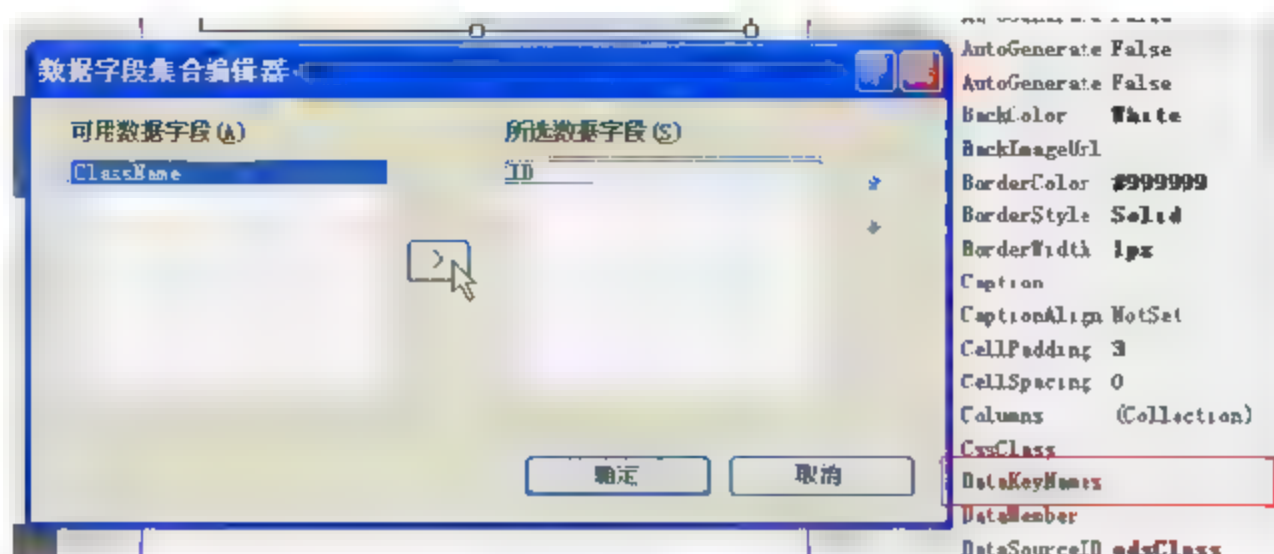 数据字段集合编辑器
可用数据字段(A)
所选数据字段(S)
ClassName
ID
>
确定
取消
AutoGenerate False
AutoGenerate False
BackColor White
BackImageUrl
BorderColor #999999
BorderStyle Solid
BorderWidth 1px
Caption
CaptionAlign NotSet
CellPadding 3
CellSpacing 0
Columns (Collection)
CssClass
DataKeyNames
DataMember
DataSourceID odsClass